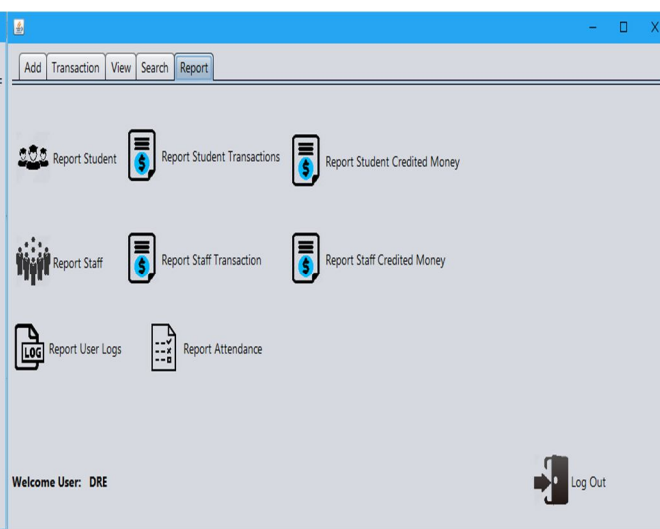 Add Transaction View Search Report
Report Student Report Student Transactions Report Student Credited Money
Report Staff Report Staff Transaction Report Staff Credited Money
LOG Report User Logs Report Attendance
Welcome User: DRE Log Out